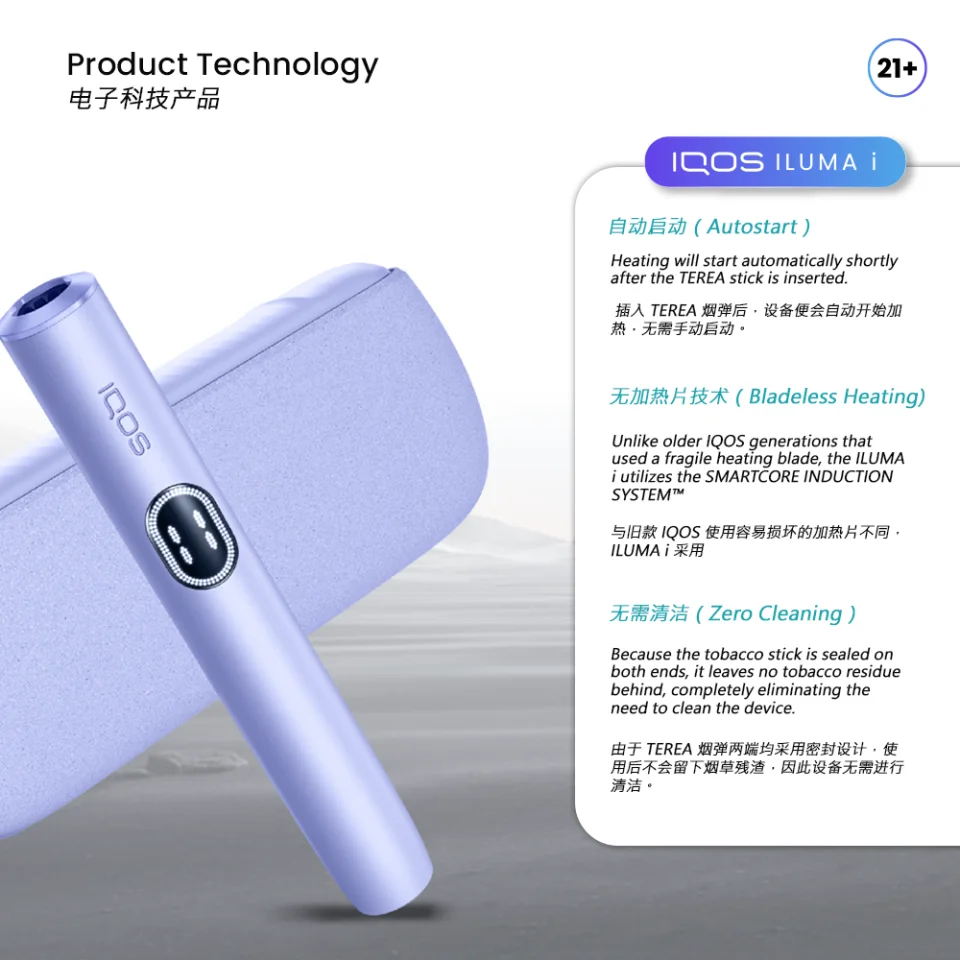 Product Technology
电子科技产品
21+
IQOS ILUMA i
自动启动 ( Autostart )
Heating will start automatically shortly
after the TEREA stick is inserted.
插入 TEREA 烟弹后，设备便会自动开始加
热，无需手动启动。
无加热片技术 ( Bladeless Heating)
Unlike older IQOS generations that
used a fragile heating blade, the ILUMA
i utilizes the SMARTCORE INDUCTION
SYSTEM™
与旧款 IQOS 使用容易损坏的加热片不同，
ILUMA i 采用
无需清洁 ( Zero Cleaning )
Because the tobacco stick is sealed on
both ends, it leaves no tobacco residue
behind, completely eliminating the
need to clean the device.
由于 TEREA 烟弹两端均采用密封设计，使
用后不会留下烟草残渣，因此设备无需进行
清洁。
IQOS